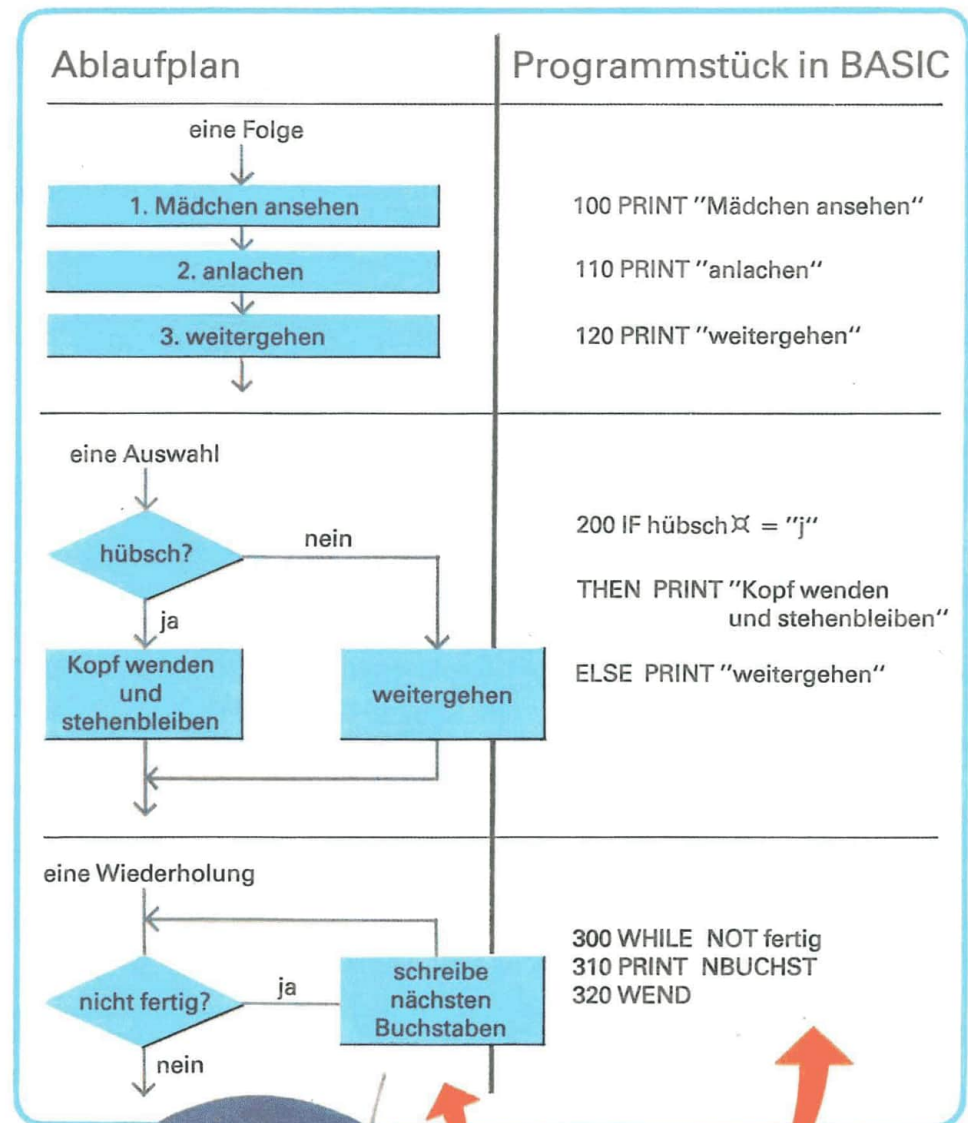 Ablaufplan
Programmstück in BASIC
eine Folge
1. Mädchen ansehen
2. anlachen
3. weitergehen
100 PRINT "Mädchen ansehen“
110 PRINT "anlachen“
120 PRINT "weitergehen“
eine Auswahl
hübsch?
nein
ja
Kopf wenden
und
stehenbleiben
weitergehen
200 IF hübsch¤ = "j“
THEN PRINT "Kopf wenden
und stehenbleiben“
ELSE PRINT "weitergehen“
eine Wiederholung
nicht fertig?
ja
schreibe
nächsten
Buchstaben
nein
300 WHILE NOT fertig
310 PRINT NBUCHST
320 WEND